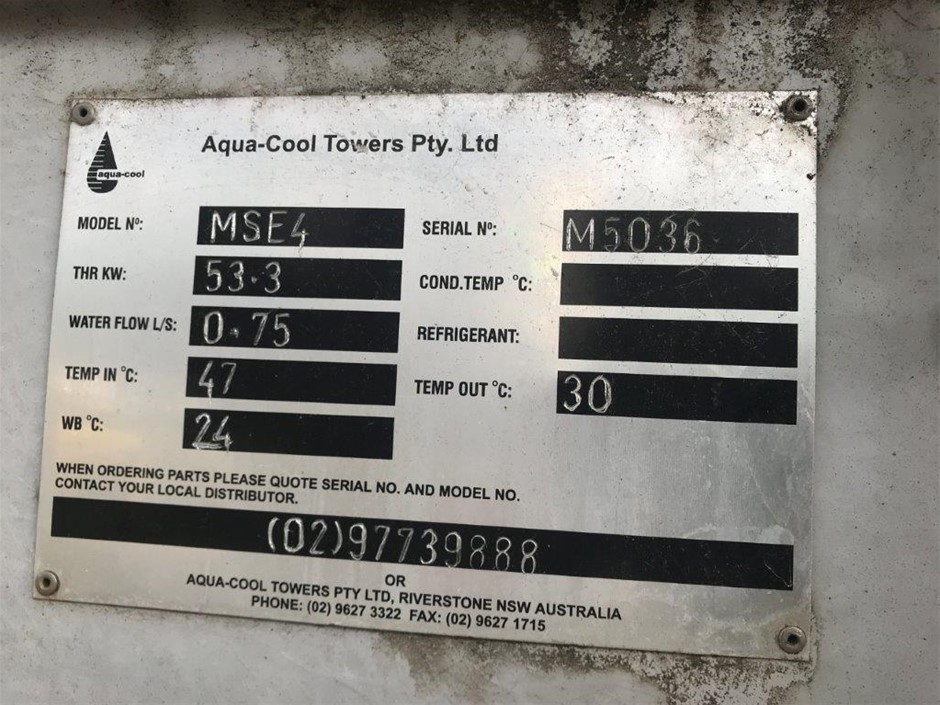 Aqua-Cool Towers Pty. Ltd
aqua-cool
MODEL Nº: MSE4 SERIAL Nº: M5036
THR KW: 53.3 COND.TEMP °C:
WATER FLOW L/S: 0.75 REFRIGERANT:
TEMP IN °C: 47 TEMP OUT °C: 30
WB °C: 24
WHEN ORDERING PARTS PLEASE QUOTE SERIAL NO. AND MODEL NO.
CONTACT YOUR LOCAL DISTRIBUTOR.
(02)97739888
OR
AQUA-COOL TOWERS PTY LTD, RIVERSTONE NSW AUSTRALIA
PHONE: (02) 9627 3322 FAX: (02) 9627 1715